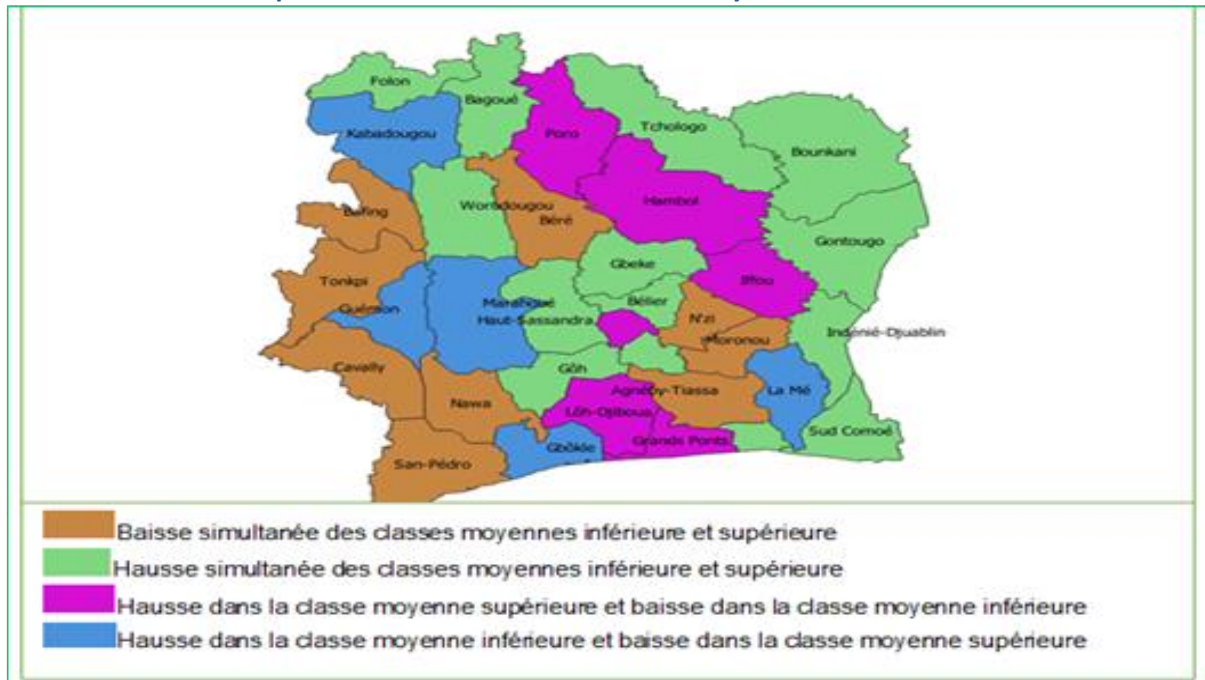 Folon
Bagoué
Kabadougou
Poro
Tchologo
Bounkani
Bafing
Worodougou
Béré
Hambol
Gontougo
Gbeke
Iffou
Tonkpi
Guémon
Marahoué
Haut-Sassandra
Bélier
N'zi
Moronou
Indénié-Djuablin
Cavally
Gôh
Nawa
Agnéby-Tiassa
La Mé
Lôh-Djiboua
Grands Ponts
Sud Comoé
San-Pédro
Gbôkle
Baisse simultanée des classes moyennes inférieure et supérieure
Hausse simultanée des classes moyennes inférieure et supérieure
Hausse dans la classe moyenne supérieure et baisse dans la classe moyenne inférieure
Hausse dans la classe moyenne inférieure et baisse dans la classe moyenne supérieure